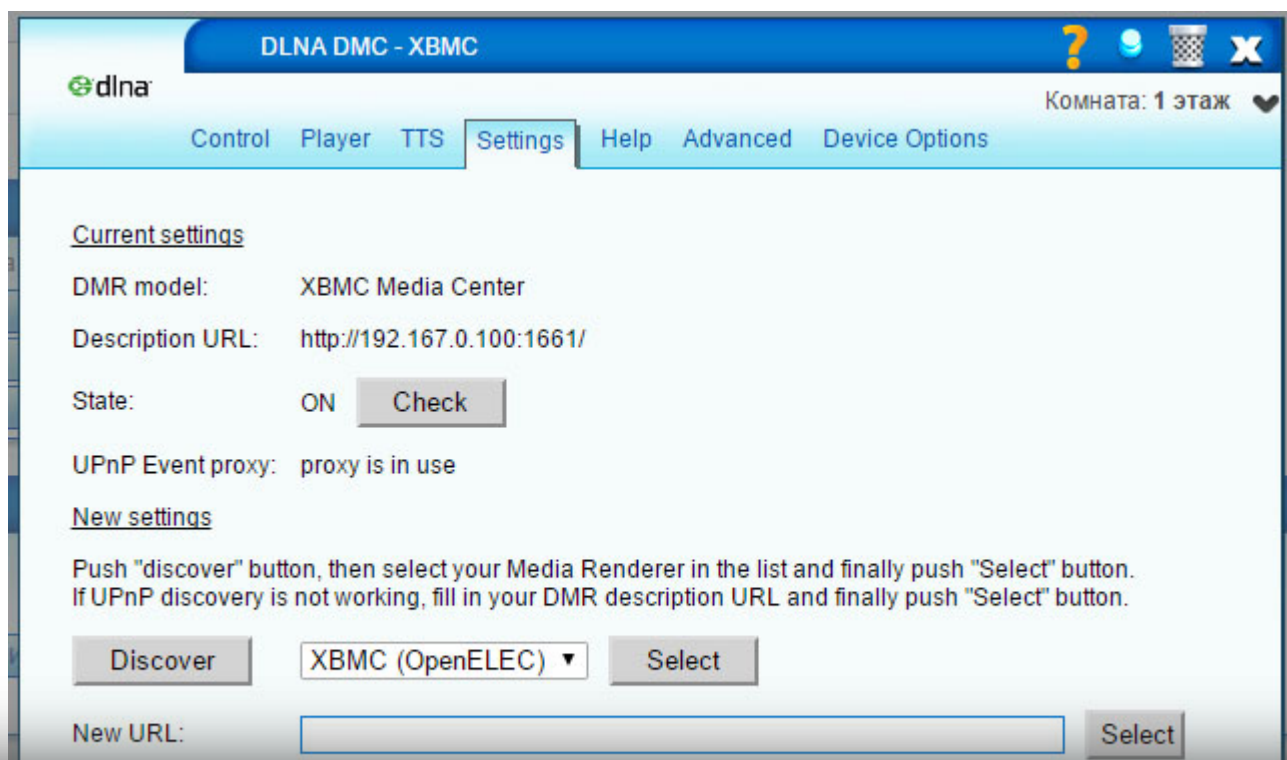 DLNA DMC - XBMC
dlna
Комната: 1 этаж
Control Player TTS Settings Help Advanced Device Options
Current settings
DMR model: XBMC Media Center
Description URL: http://192.167.0.100:1661/
State: ON Check
UPnP Event proxy: proxy is in use
New settings
Push "discover" button, then select your Media Renderer in the list and finally push "Select" button.
If UPnP discovery is not working, fill in your DMR description URL and finally push "Select" button.
Discover XBMC (OpenELEC) Select
New URL: Select